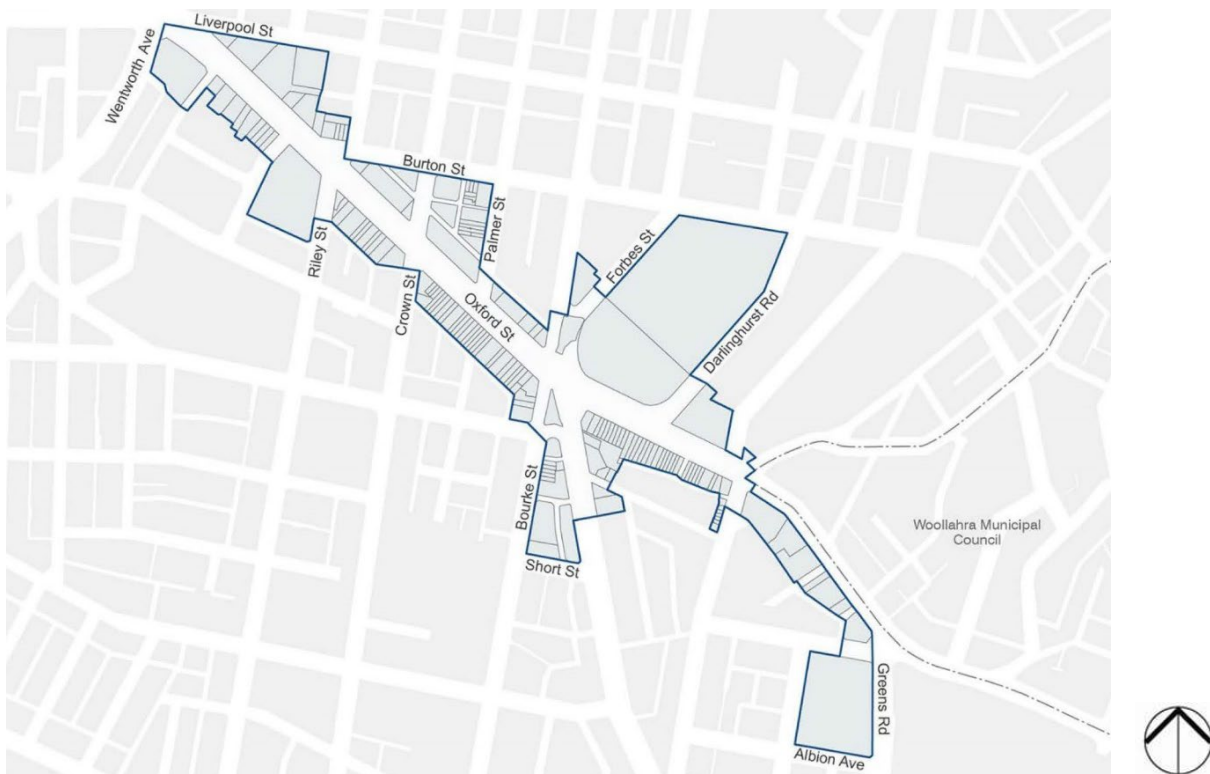 Liverpool St
Wentworth Ave
Burton St
Palmer St
Riley St
Crown St
Oxford St
Forbes St
Darlinghurst Rd
Bourke St
Short St
Woollahra Municipal
Council
Greens Rd
Albion Ave